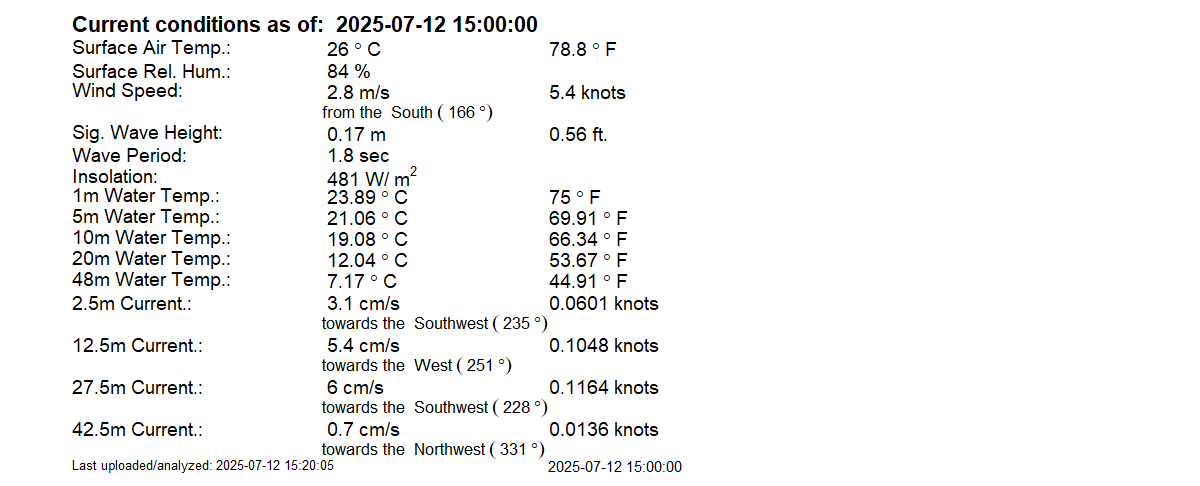 Current conditions as of: 2025-07-12 15:00:00
Surface Air Temp.: 26 ° C 78.8 ° F
Surface Rel. Hum.: 84 %
Wind Speed: 2.8 m/s 5.4 knots
from the South ( 166 °)
Sig. Wave Height: 0.17 m 0.56 ft.
Wave Period: 1.8 sec
Insolation: 481 W/ m²
1m Water Temp.: 23.89 ° C 75 ° F
5m Water Temp.: 21.06 ° C 69.91 ° F
10m Water Temp.: 19.08 ° C 66.34 ° F
20m Water Temp.: 12.04 ° C 53.67 ° F
48m Water Temp.: 7.17 ° C 44.91 ° F
2.5m Current.: 3.1 cm/s 0.0601 knots
towards the Southwest ( 235 °)
12.5m Current.: 5.4 cm/s 0.1048 knots
towards the West ( 251 °)
27.5m Current.: 6 cm/s 0.1164 knots
towards the Southwest ( 228 °)
42.5m Current.: 0.7 cm/s 0.0136 knots
towards the Northwest ( 331 °)
Last uploaded/analyzed: 2025-07-12 15:20:05 2025-07-12 15:00:00